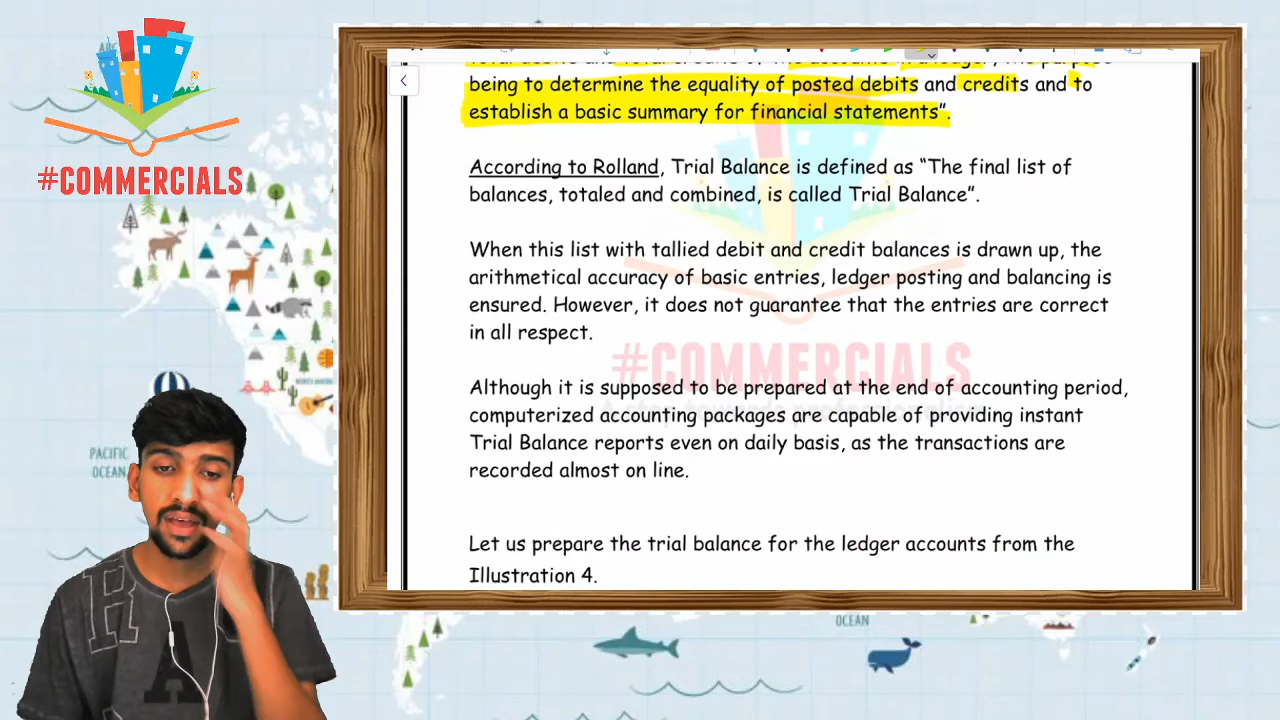 #COMMERCIALS
being to determine the equality of posted debits and credits and to
establish a basic summary for financial statements”.
According to Rolland, Trial Balance is defined as “The final list of
balances, totaled and combined, is called Trial Balance”.
When this list with tallied debit and credit balances is drawn up, the
arithmetical accuracy of basic entries, ledger posting and balancing is
ensured. However, it does not guarantee that the entries are correct
in all respect.
#COMMERCIALS
Although it is supposed to be prepared at the end of accounting period,
computerized accounting packages are capable of providing instant
Trial Balance reports even on daily basis, as the transactions are
recorded almost on line.
Let us prepare the trial balance for the ledger accounts from the
Illustration 4.
PACIFIC
OCEAN
NORTH AMERICA
OCEAN
H
A